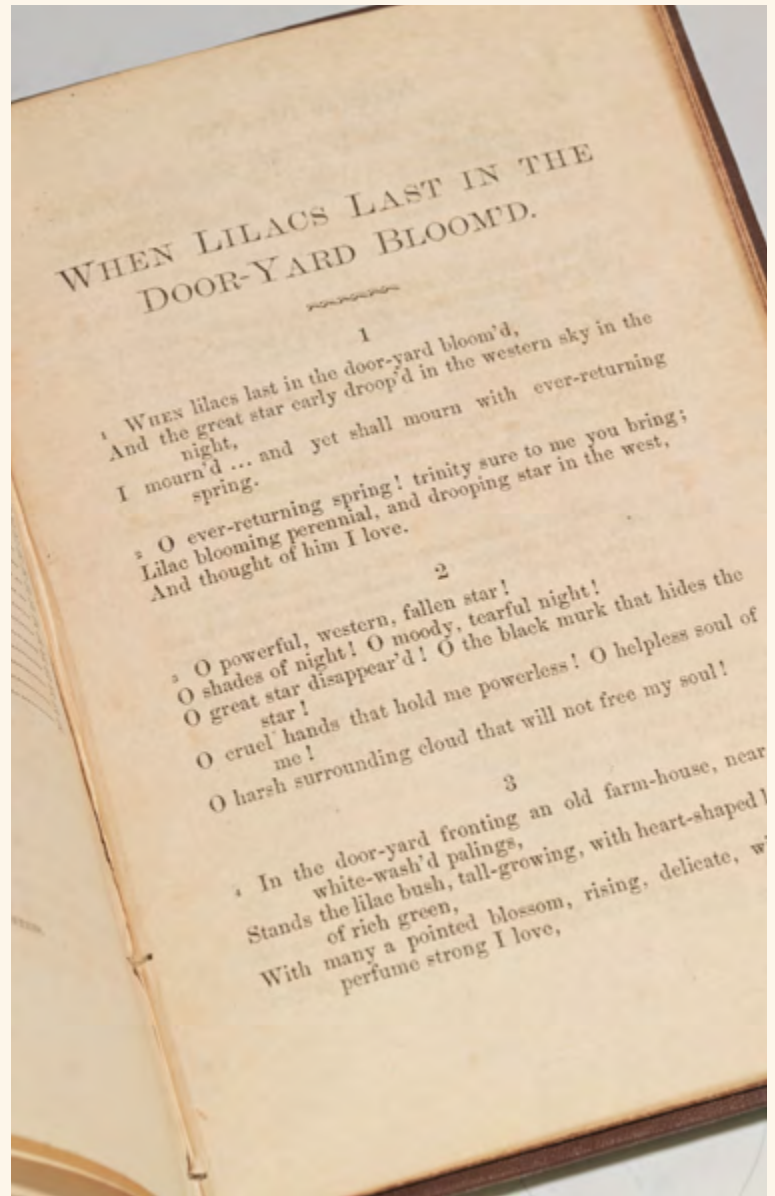 WHEN LILACS LAST IN THE
DOOR-YARD BLOOM'D.
1
1 WHEN lilacs last in the door-yard bloom'd,
And the great star early droop'd in the western sky in the
night,
I mourn'd ... and yet shall mourn with ever-returning
spring.
2 O ever-returning spring! trinity sure to me you bring;
Lilac blooming perennial, and drooping star in the west,
And thought of him I love.
2
3 O powerful, western, fallen star!
O shades of night! O moody, tearful night!
O great star disappear'd! O the black murk that hides the
star!
O cruel hands that hold me powerless! O helpless soul of
me!
O harsh surrounding cloud that will not free my soul!
3
4 In the door-yard fronting an old farm-house, near
white-wash'd palings,
Stands the lilac bush, tall-growing, with heart-shaped
of rich green,
With many a pointed blossom, rising, delicate,
perfume strong I love,